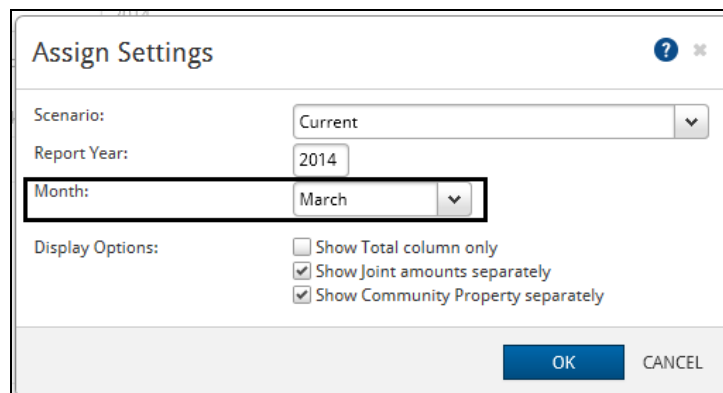 Assign Settings
?
Scenario: Current
Report Year: 2014
Month: March
Display Options: Show Total column only
Show Joint amounts separately
Show Community Property separately
OK CANCEL